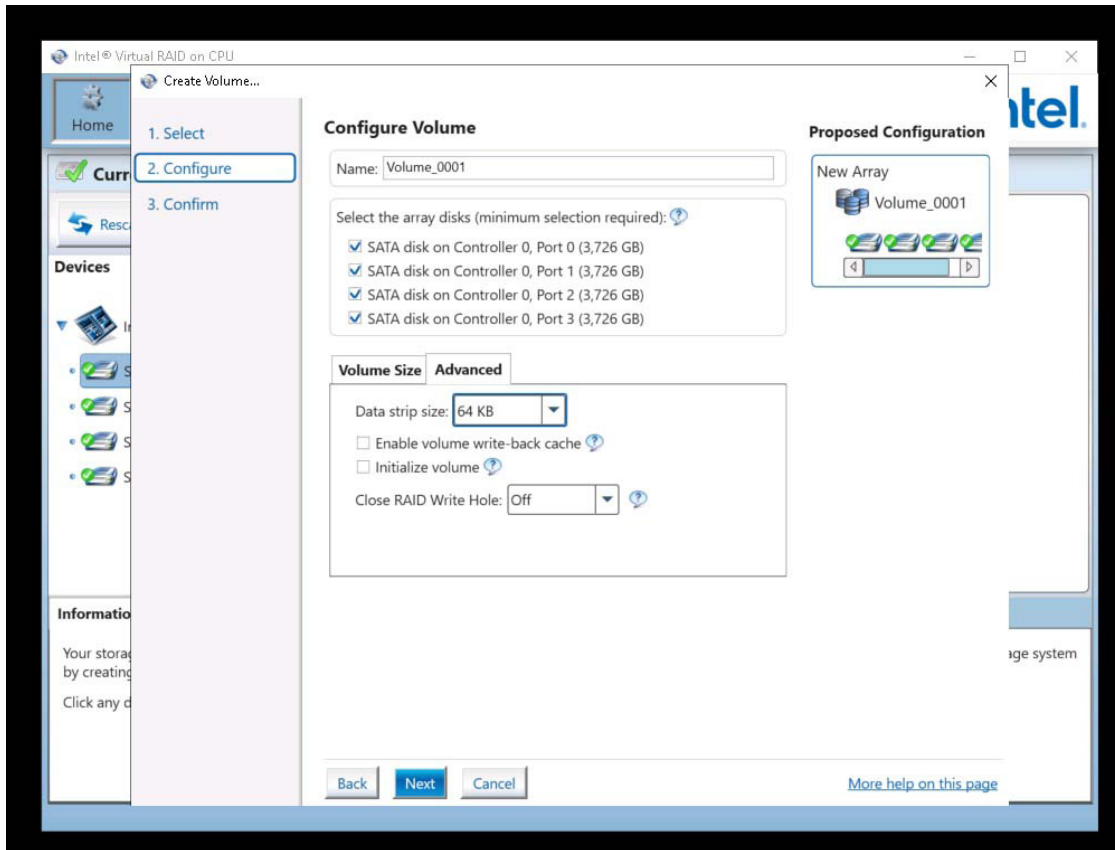 Intel® Virtual RAID on CPU
Create Volume...
Home
intel.
1. Select
2. Configure
3. Confirm
Curr
Resca
Devices
In
S
S
S
S
Configure Volume
Name: Volume_0001
Select the array disks (minimum selection required):
SATA disk on Controller 0, Port 0 (3,726 GB)
SATA disk on Controller 0, Port 1 (3,726 GB)
SATA disk on Controller 0, Port 2 (3,726 GB)
SATA disk on Controller 0, Port 3 (3,726 GB)
Volume Size Advanced
Data strip size: 64 KB
Enable volume write-back cache
Initialize volume
Close RAID Write Hole: Off
Proposed Configuration
New Array
Volume_0001
Informatio
Your storag
by creating
Click any d
age system
Back Next Cancel
More help on this page